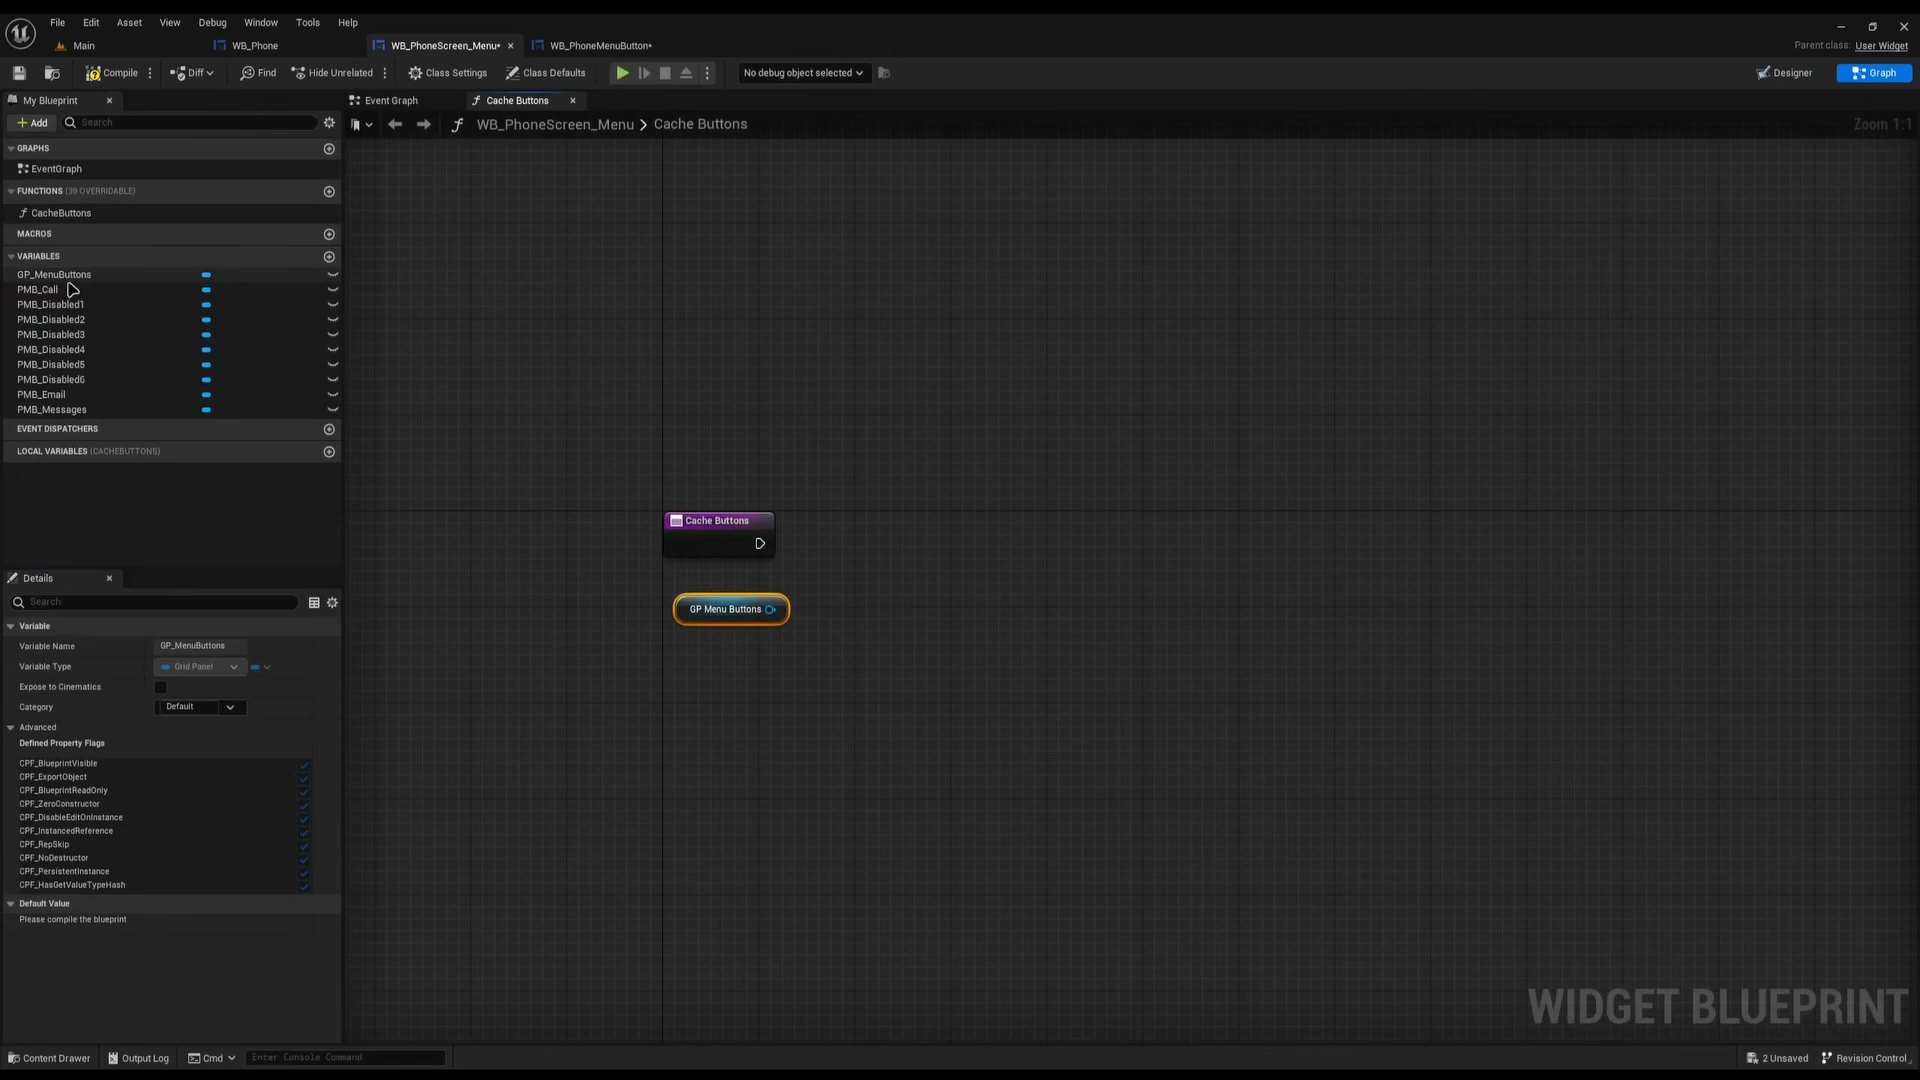 File Edit Asset View Debug Window Tools Help
Main WB_Phone WB_PhoneScreen_Menu* WB_PhoneMenuButton*
Parent class: User Widget
Compile Diff Find Hide Unrelated Class Settings Class Defaults No debug object selected Designer Graph
My Blueprint
Event Graph Cache Buttons
Add Search
WB_PhoneScreen_Menu > Cache Buttons
Zoom 1:1
GRAPHS
EventGraph
FUNCTIONS (39 OVERRIDABLE)
CacheButtons
MACROS
VARIABLES
GP_MenuButtons
PMB_Call
PMB_Disabled1
PMB_Disabled2
PMB_Disabled3
PMB_Disabled4
PMB_Disabled5
PMB_Disabled6
PMB_Email
PMB_Messages
EVENT DISPATCHERS
LOCAL VARIABLES (CACHEBUTTONS)
Cache Buttons
GP Menu Buttons
Details
Search
Variable
Variable Name GP_MenuButtons
Variable Type Grid Panel
Expose to Cinematics
Category Default
Advanced
Defined Property Flags
CPF_BlueprintVisible
CPF_ExportObject
CPF_BlueprintReadOnly
CPF_ZeroConstructor
CPF_DisableEditOnInstance
CPF_InstancedReference
CPF_RepSkip
CPF_NoDestructor
CPF_PersistentInstance
CPF_HasGetValueTypeHash
Default Value
Please compile the blueprint
WIDGET BLUEPRINT
Content Drawer Output Log Cmd Enter Console Command 2 Unsaved Revision Control